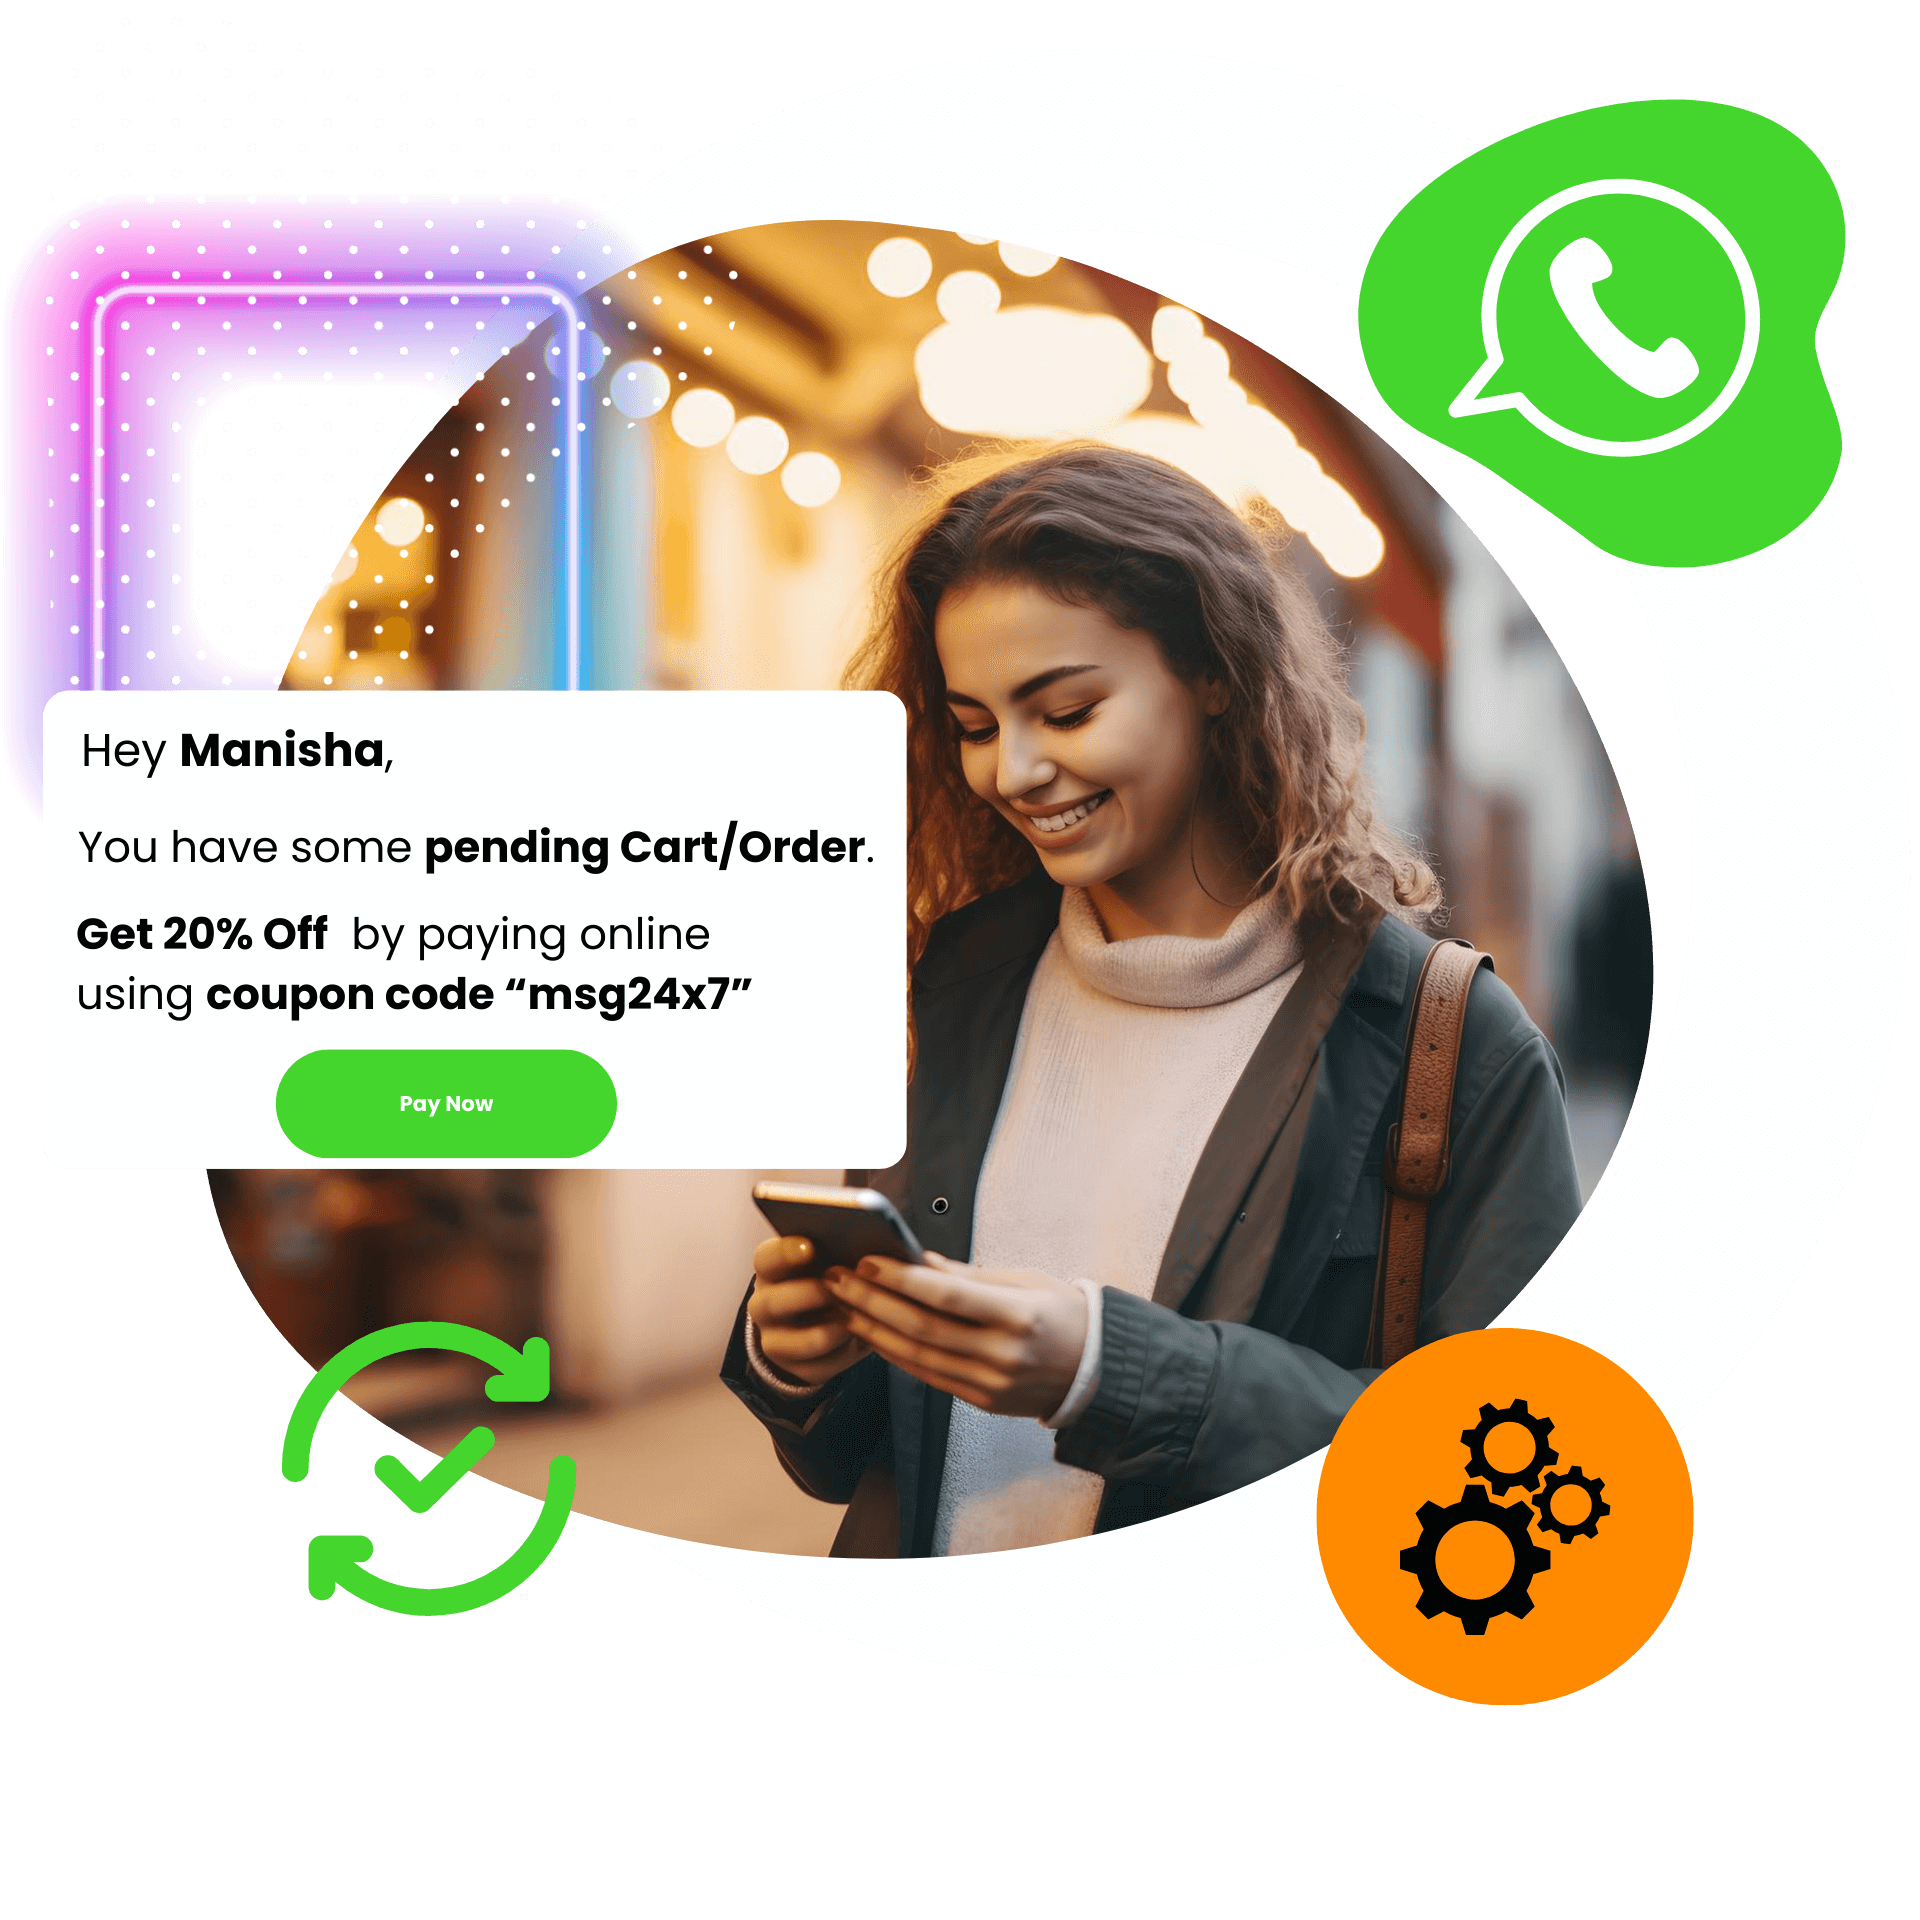 Hey Manisha,
You have some pending Cart/Order.
Get 20% Off by paying online
using coupon code “msg24x7”
Pay Now